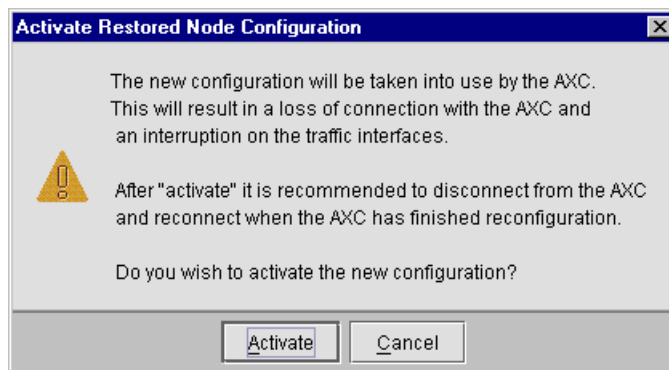 Activate Restored Node Configuration
The new configuration will be taken into use by the AXC.
This will result in a loss of connection with the AXC and
an interruption on the traffic interfaces.
After "activate" it is recommended to disconnect from the AXC
and reconnect when the AXC has finished reconfiguration.
Do you wish to activate the new configuration?
Activate Cancel